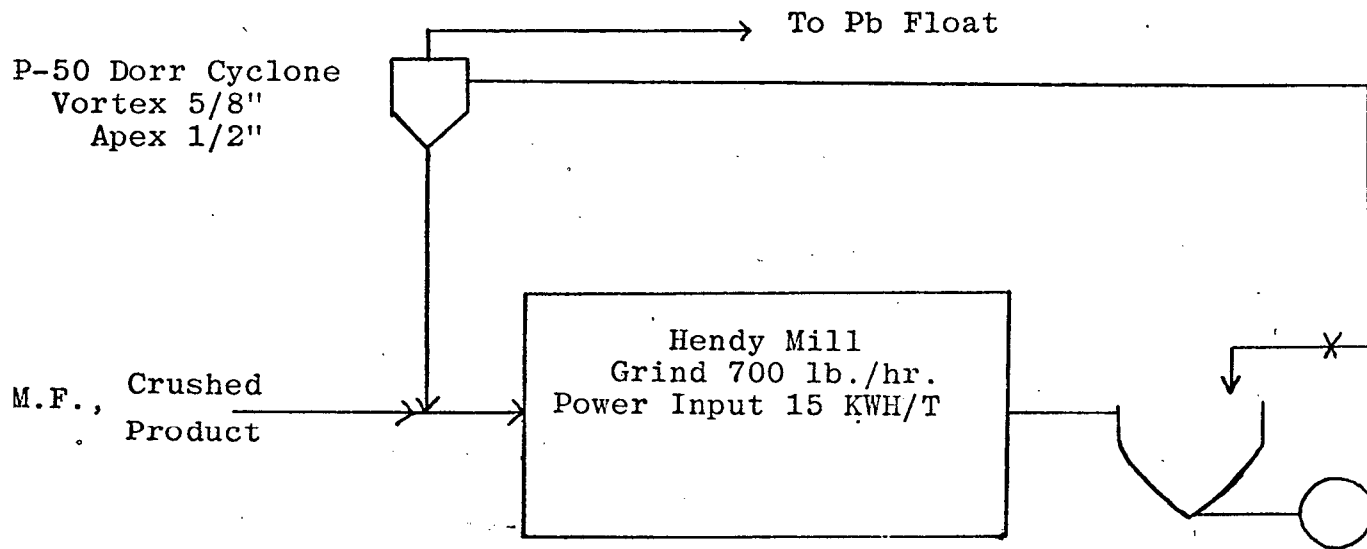 To Pb Float
P-50 Dorr Cyclone
Vortex 5/8"
Apex 1/2"
Hendy Mill
Grind 700 lb./hr.
Power Input 15 KWH/T
M.F., Crushed
Product